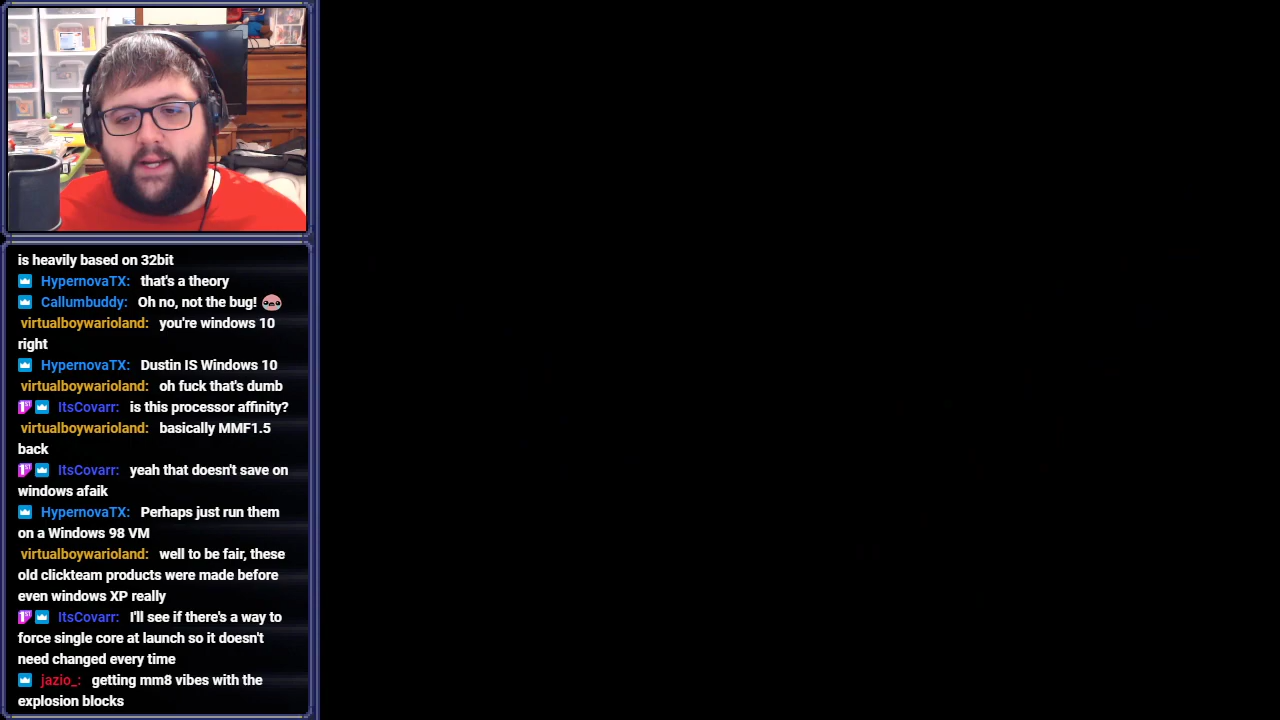 is heavily based on 32bit
HypernovaTX: that's a theory
Callumbuddy: Oh no, not the bug!
virtualboywarioland: you're windows 10
right
HypernovaTX: Dustin IS Windows 10
virtualboywarioland: oh fuck that's dumb
1ST ItsCovarr: is this processor affinity?
virtualboywarioland: basically MMF1.5
back
1ST ItsCovarr: yeah that doesn't save on
windows afaik
HypernovaTX: Perhaps just run them
on a Windows 98 VM
virtualboywarioland: well to be fair, these
old clickteam products were made before
even windows XP really
1ST ItsCovarr: I'll see if there's a way to
force single core at launch so it doesn't
need changed every time
jazio_: getting mm8 vibes with the
explosion blocks